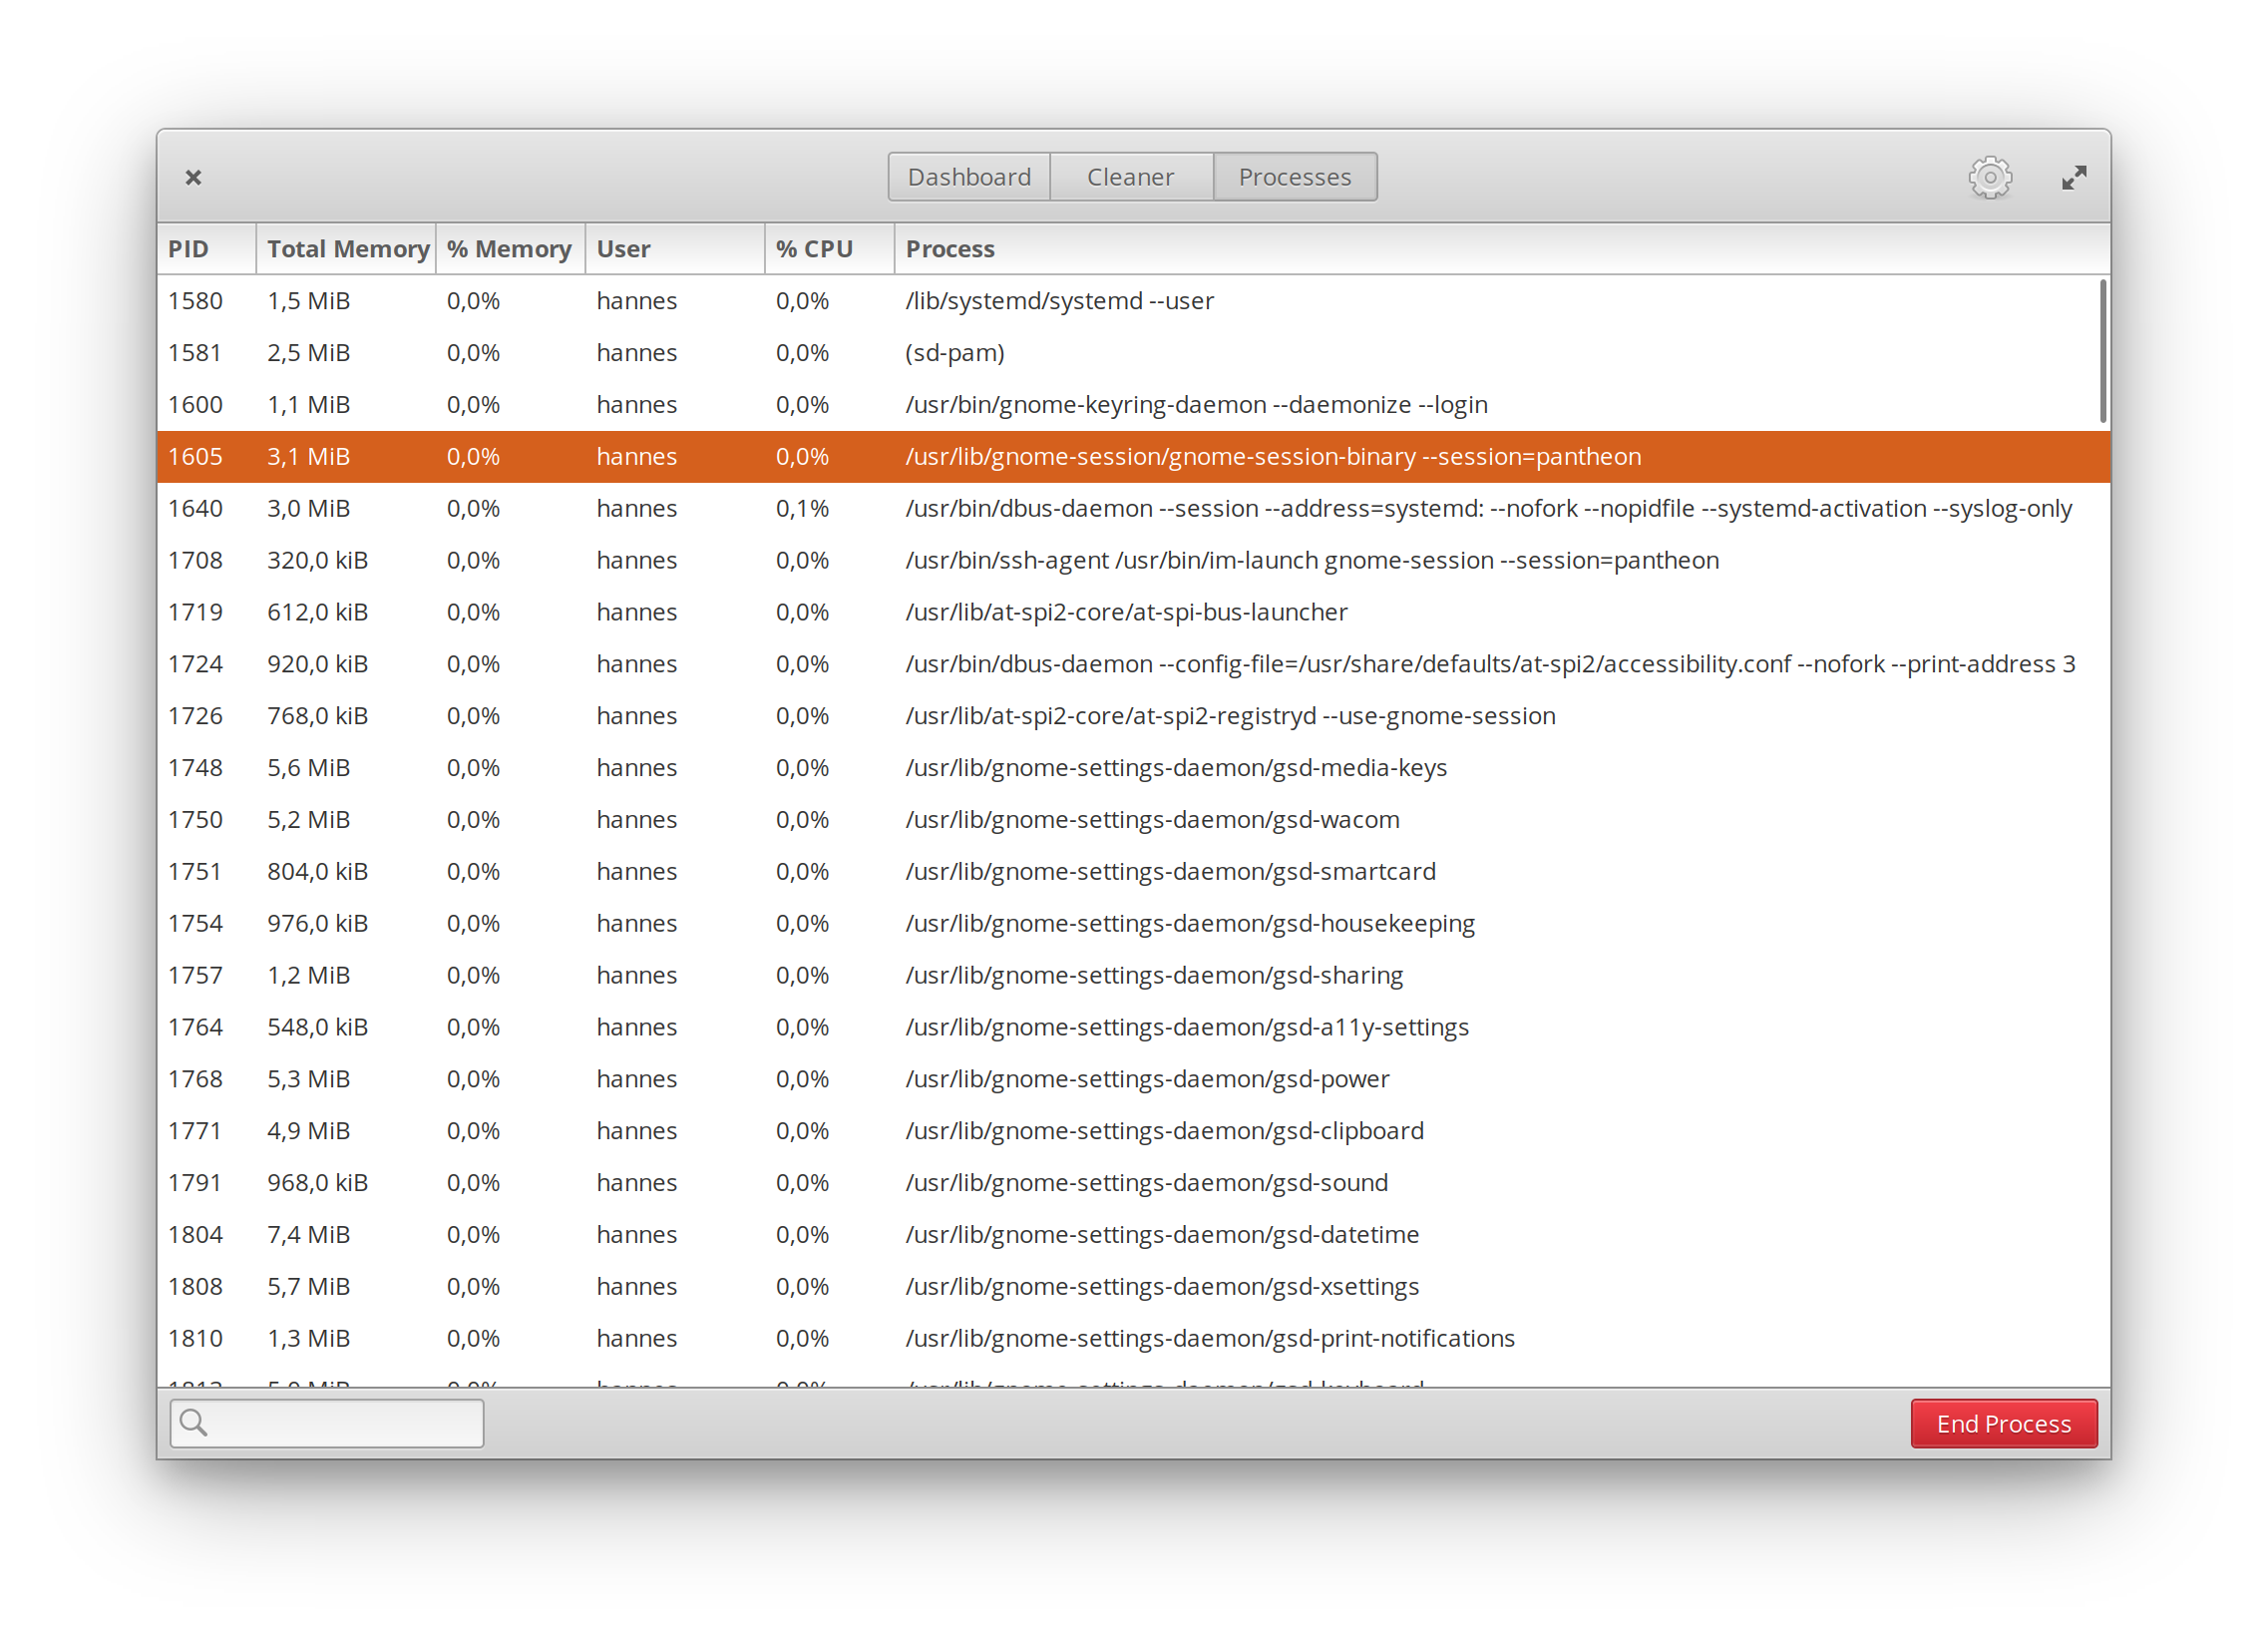 Dashboard Cleaner Processes
PID Total Memory % Memory User % CPU Process
1580 1,5 MiB 0,0% hannes 0,0% /lib/systemd/systemd --user
1581 2,5 MiB 0,0% hannes 0,0% (sd-pam)
1600 1,1 MiB 0,0% hannes 0,0% /usr/bin/gnome-keyring-daemon --daemonize --login
1605 3,1 MiB 0,0% hannes 0,0% /usr/lib/gnome-session/gnome-session-binary --session=pantheon
1640 3,0 MiB 0,0% hannes 0,1% /usr/bin/dbus-daemon --session --address=systemd: --nofork --nopidfile --systemd-activation --syslog-only
1708 320,0 kiB 0,0% hannes 0,0% /usr/bin/ssh-agent /usr/bin/im-launch gnome-session --session=pantheon
1719 612,0 kiB 0,0% hannes 0,0% /usr/lib/at-spi2-core/at-spi-bus-launcher
1724 920,0 kiB 0,0% hannes 0,0% /usr/bin/dbus-daemon --config-file=/usr/share/defaults/at-spi2/accessibility.conf --nofork --print-address 3
1726 768,0 kiB 0,0% hannes 0,0% /usr/lib/at-spi2-core/at-spi2-registryd --use-gnome-session
1748 5,6 MiB 0,0% hannes 0,0% /usr/lib/gnome-settings-daemon/gsd-media-keys
1750 5,2 MiB 0,0% hannes 0,0% /usr/lib/gnome-settings-daemon/gsd-wacom
1751 804,0 kiB 0,0% hannes 0,0% /usr/lib/gnome-settings-daemon/gsd-smartcard
1754 976,0 kiB 0,0% hannes 0,0% /usr/lib/gnome-settings-daemon/gsd-housekeeping
1757 1,2 MiB 0,0% hannes 0,0% /usr/lib/gnome-settings-daemon/gsd-sharing
1764 548,0 kiB 0,0% hannes 0,0% /usr/lib/gnome-settings-daemon/gsd-a11y-settings
1768 5,3 MiB 0,0% hannes 0,0% /usr/lib/gnome-settings-daemon/gsd-power
1771 4,9 MiB 0,0% hannes 0,0% /usr/lib/gnome-settings-daemon/gsd-clipboard
1791 968,0 kiB 0,0% hannes 0,0% /usr/lib/gnome-settings-daemon/gsd-sound
1804 7,4 MiB 0,0% hannes 0,0% /usr/lib/gnome-settings-daemon/gsd-datetime
1808 5,7 MiB 0,0% hannes 0,0% /usr/lib/gnome-settings-daemon/gsd-xsettings
1810 1,3 MiB 0,0% hannes 0,0% /usr/lib/gnome-settings-daemon/gsd-print-notifications
End Process